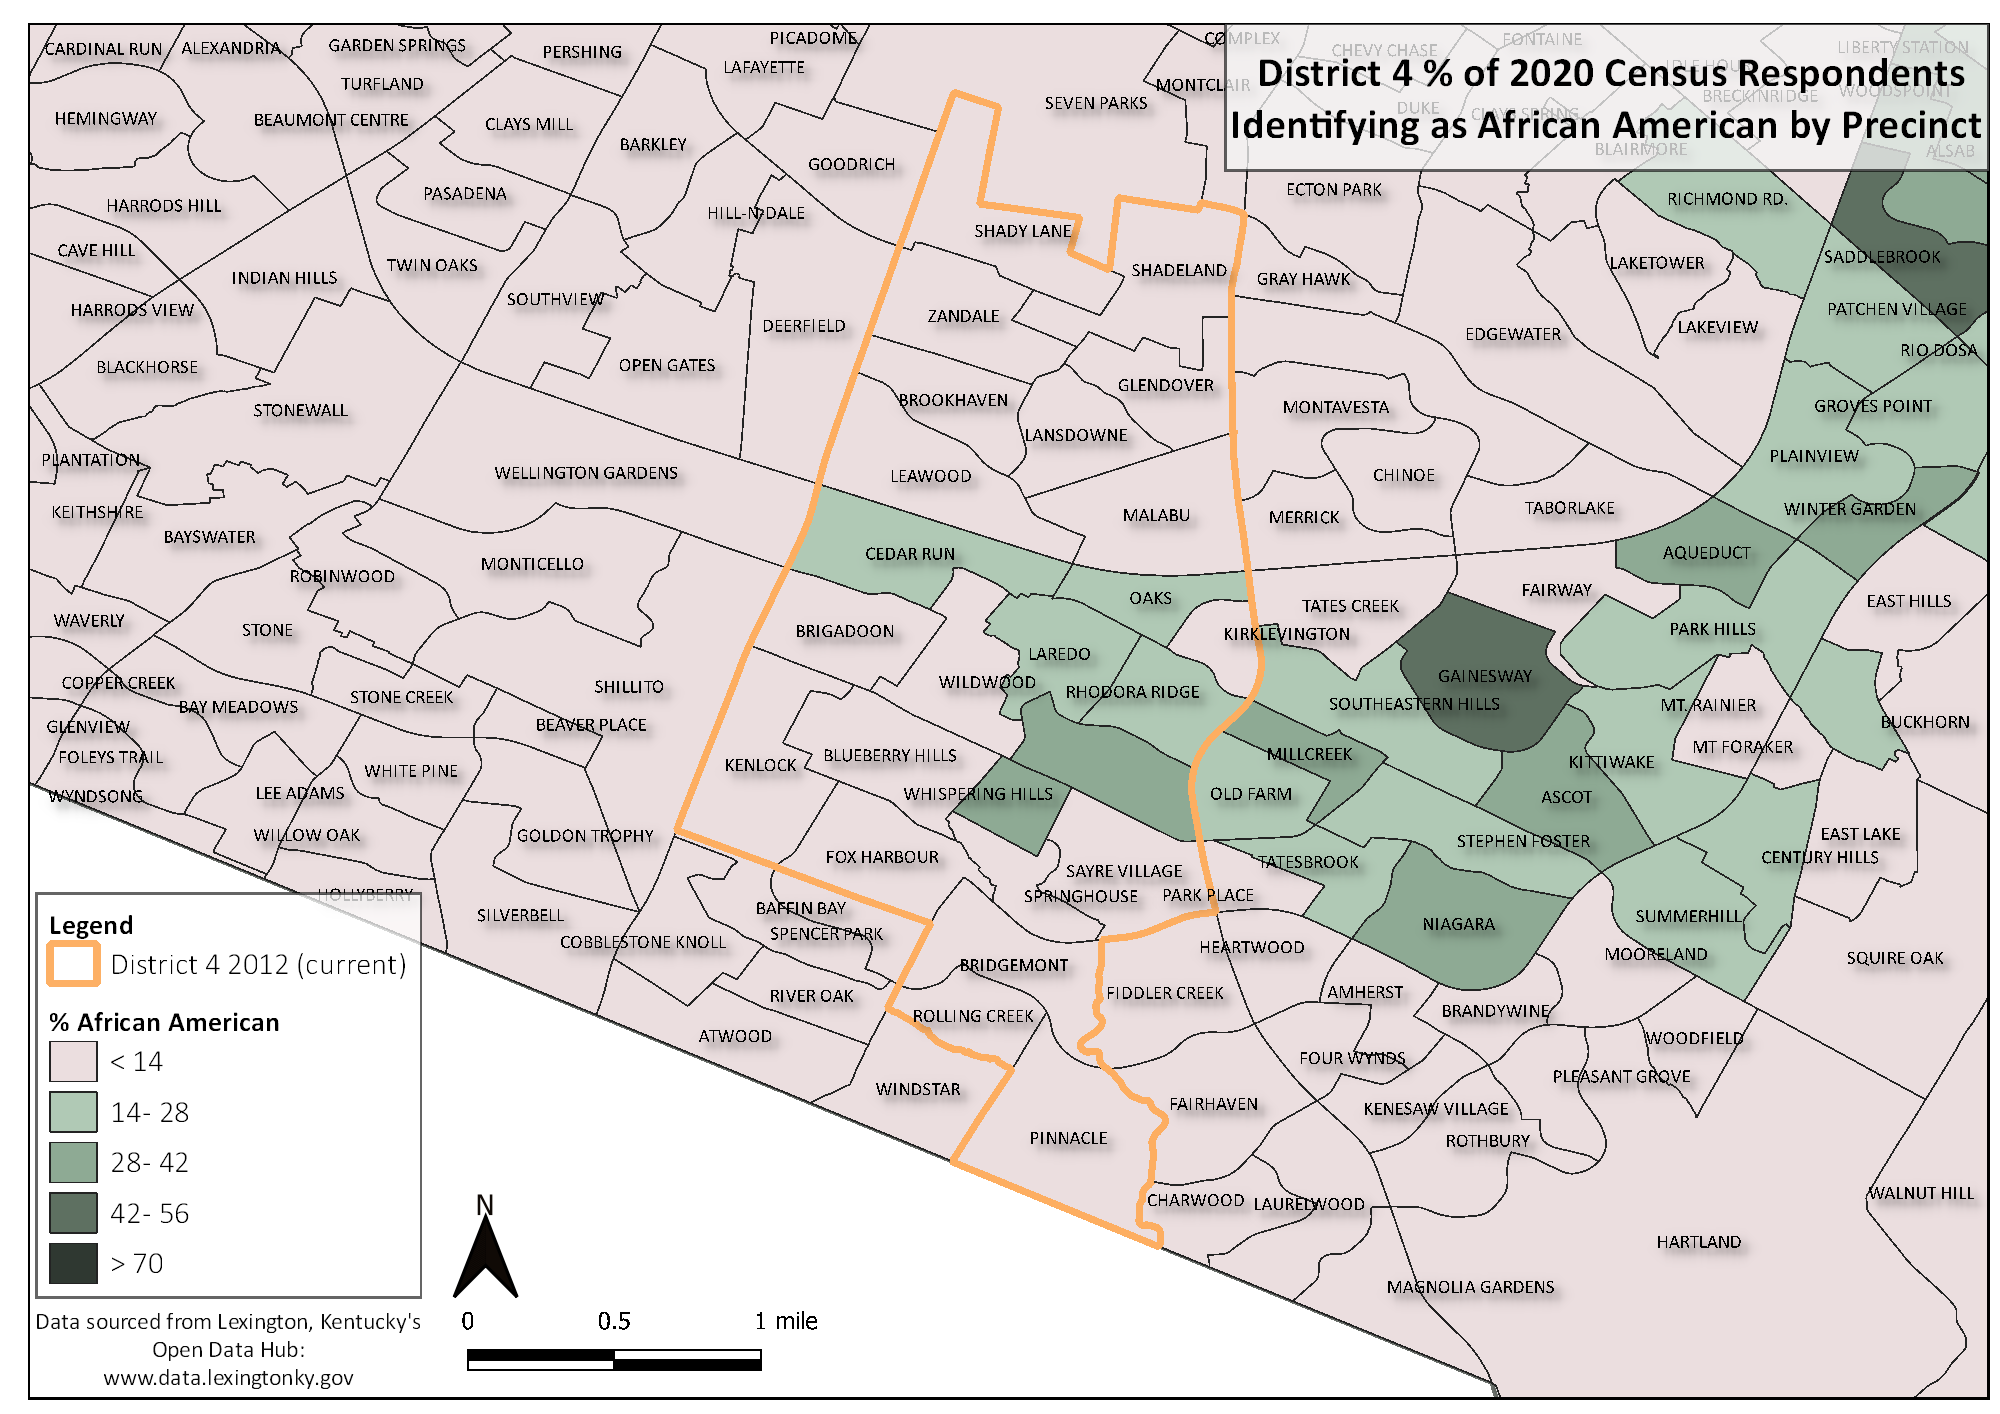 District 4 % of 2020 Census Respondents
Identifying as African American by Precinct
CARDINAL RUN
ALEXANDRIA
GARDEN SPRINGS
PERSHING
PICADOME
LAFAYETTE
COMPLEX
CHEVY CHASE
FONTAINE
LIBERTY STATION
TURFLAND
SEVEN PARKS
MONTCLAIR
DUKE
CLAYS SPRING
BRECKINRIDGE
WOODSPOINT
HEMINGWAY
BEAUMONT CENTRE
CLAYS MILL
BARKLEY
GOODRICH
BLAIRMORE
ALSAB
PASADENA
ECTON PARK
RICHMOND RD.
HARRODS HILL
HILL-N-DALE
SHADY LANE
CAVE HILL
INDIAN HILLS
TWIN OAKS
SHADELAND
GRAY HAWK
LAKETOWER
SADDLEBROOK
HARRODS VIEW
SOUTHVIEW
DEERFIELD
ZANDALE
EDGEWATER
LAKEVIEW
PATCHEN VILLAGE
RIO DOSA
BLACKHORSE
OPEN GATES
GLENDOVER
STONEWALL
BROOKHAVEN
MONTAVESTA
GROVES POINT
LANSDOWNE
PLANTATION
WELLINGTON GARDENS
LEAWOOD
CHINOE
PLAINVIEW
KEITHSHIRE
BAYSWATER
MALABU
MERRICK
TABORLAKE
WINTER GARDEN
ROBINWOOD
MONTICELLO
CEDAR RUN
AQUEDUCT
FAIRWAY
EAST HILLS
WAVERLY
STONE
BRIGADOON
OAKS
TATES CREEK
KIRKLEVINGTON
PARK HILLS
LAREDO
COPPER CREEK
BAY MEADOWS
STONE CREEK
SHILLITO
WILDWOOD
RHODORA RIDGE
GAINESWAY
SOUTHEASTERN HILLS
MT. RAINIER
GLENVIEW
BEAVER PLACE
BUCKHORN
FOLEYS TRAIL
WHITE PINE
KENLOCK
BLUEBERRY HILLS
MILLCREEK
KITTIWAKE
MT FORAKER
WYNDSONG
LEE ADAMS
WHISPERING HILLS
OLD FARM
ASCOT
WILLOW OAK
GOLDON TROPHY
FOX HARBOUR
SAYRE VILLAGE
TATESBROOK
STEPHEN FOSTER
EAST LAKE
CENTURY HILLS
HOLLYBERRY
SILVERBELL
BAFFIN BAY
SPRINGHOUSE
PARK PLACE
NIAGARA
SUMMERHILL
COBBLESTONE KNOLL
SPENCER PARK
HEARTWOOD
MOORELAND
SQUIRE OAK
BRIDGEMONT
RIVER OAK
FIDDLER CREEK
AMHERST
BRANDYWINE
ATWOOD
ROLLING CREEK
WOODFIELD
FOUR WYNDS
PLEASANT GROVE
WINDSTAR
FAIRHAVEN
KENESAW VILLAGE
PINNACLE
ROTHBURY
CHARWOOD
LAURELWOOD
WALNUT HILL
HARTLAND
MAGNOLIA GARDENS
Legend
District 4 2012 (current)
% African American
< 14
14- 28
28- 42
42- 56
> 70
Data sourced from Lexington, Kentucky's
Open Data Hub:
www.data.lexingtonky.gov
N
0 0.5 1 mile